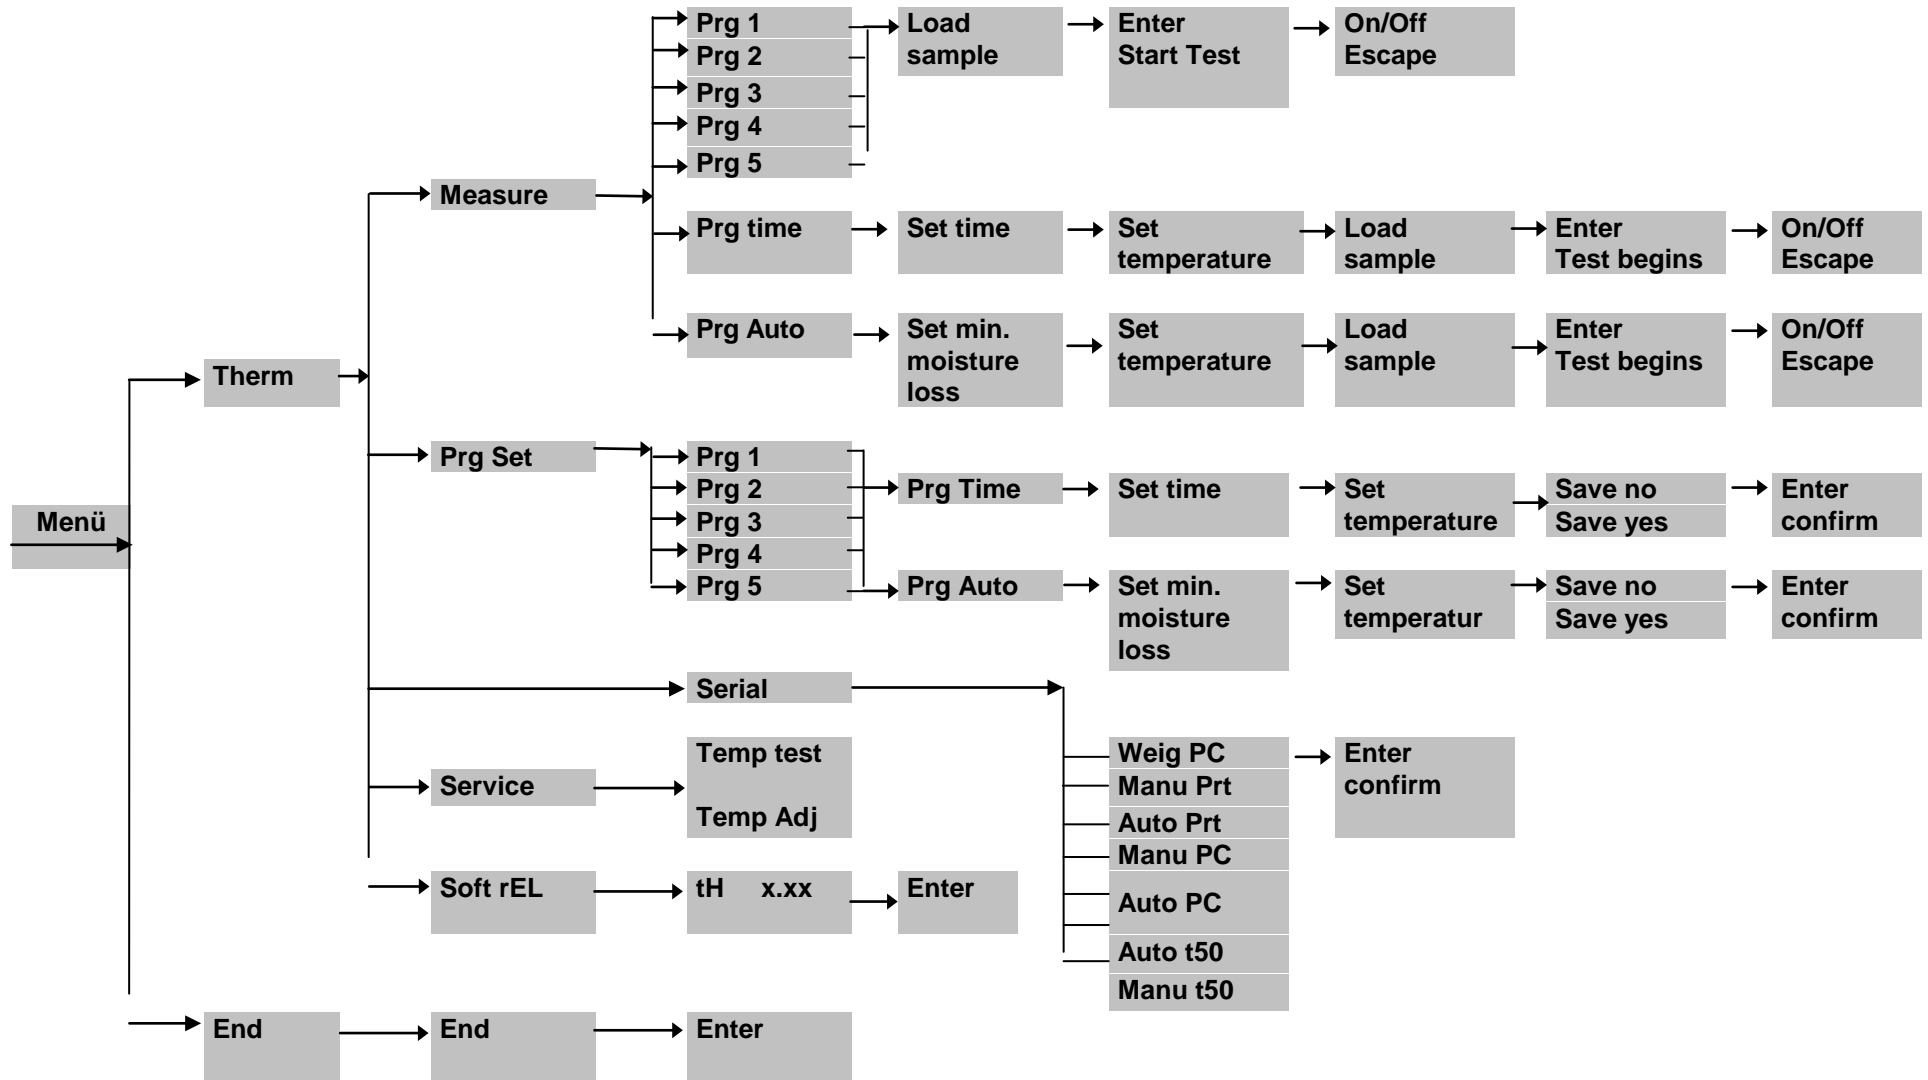 Prg 1
Prg 2
Prg 3
Prg 4
Prg 5
Load
sample
Enter
Start Test
On/Off
Escape
Measure
Prg time
Set time
Set
temperature
Load
sample
Enter
Test begins
On/Off
Escape
Prg Auto
Set min.
moisture
loss
Set
temperature
Load
sample
Enter
Test begins
On/Off
Escape
Therm
Prg Set
Prg 1
Prg 2
Prg 3
Prg 4
Prg 5
Prg Time
Set time
Set
temperature
Save no
Save yes
Enter
confirm
Menü
Prg Auto
Set min.
moisture
loss
Set
temperatur
Save no
Save yes
Enter
confirm
Serial
Weig PC
Manu Prt
Auto Prt
Manu PC
Auto PC
Auto t50
Manu t50
Enter
confirm
Service
Temp test
Temp Adj
Soft rEL
tH x.xx
Enter
End
End
Enter